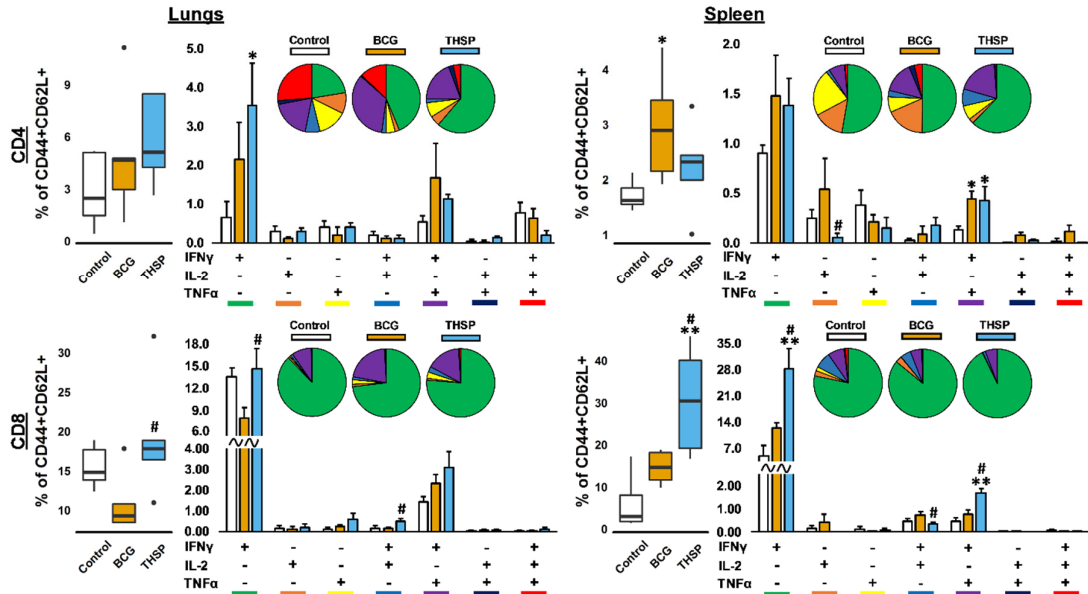 Lungs
Spleen
CD4
% of CD44+CD62L+
9
6
3
0
Control
BCG
THSP
5.0
4.0
3.0
2.0
1.0
0.0
*
Control BCG THSP
IFNγ + - - + + - +
IL-2 - + - + - + +
TNFα - - + - + + +
% of CD44+CD62L+
4
3
2
1
*
Control
BCG
THSP
2.0
1.5
1.0
0.5
0.0
Control BCG THSP
#
* *
IFNγ + - - + + - +
IL-2 - + - + - + +
TNFα - - + - + + +
CD8
% of CD44+CD62L+
30
25
20
15
10
#
Control
BCG
THSP
18.0
14.0
12.0
10.0
8.0
6.0
4.00
3.00
2.00
1.00
0.00
#
Control BCG THSP
#
IFNγ + - - + + - +
IL-2 - + - + - + +
TNFα - - + - + + +
% of CD44+CD62L+
40
30
20
10
0
#
**
Control
BCG
THSP
35.0
28.0
21.0
14.0
7.0
2.00
1.00
0.00
#
**
Control BCG THSP
#
#
**
IFNγ + - - + + - +
IL-2 - + - + - + +
TNFα - - + - + + +